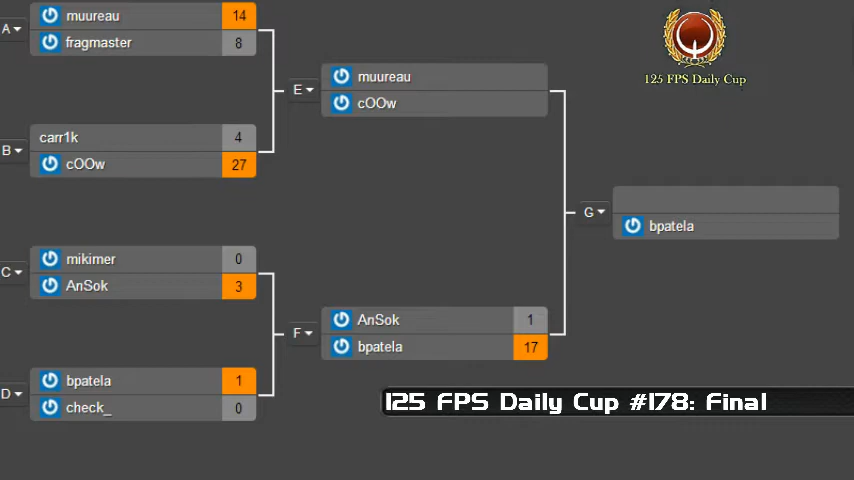 A
muureau 14
fragmaster 8
B
carr1k 4
cOOw 27
C
mikimer 0
AnSok 3
D
bpatela 1
check_ 0
E
muureau
cOOw
F
AnSok 1
bpatela 17
G
bpatela
125 FPS Daily Cup
125 FPS Daily Cup #178: Final